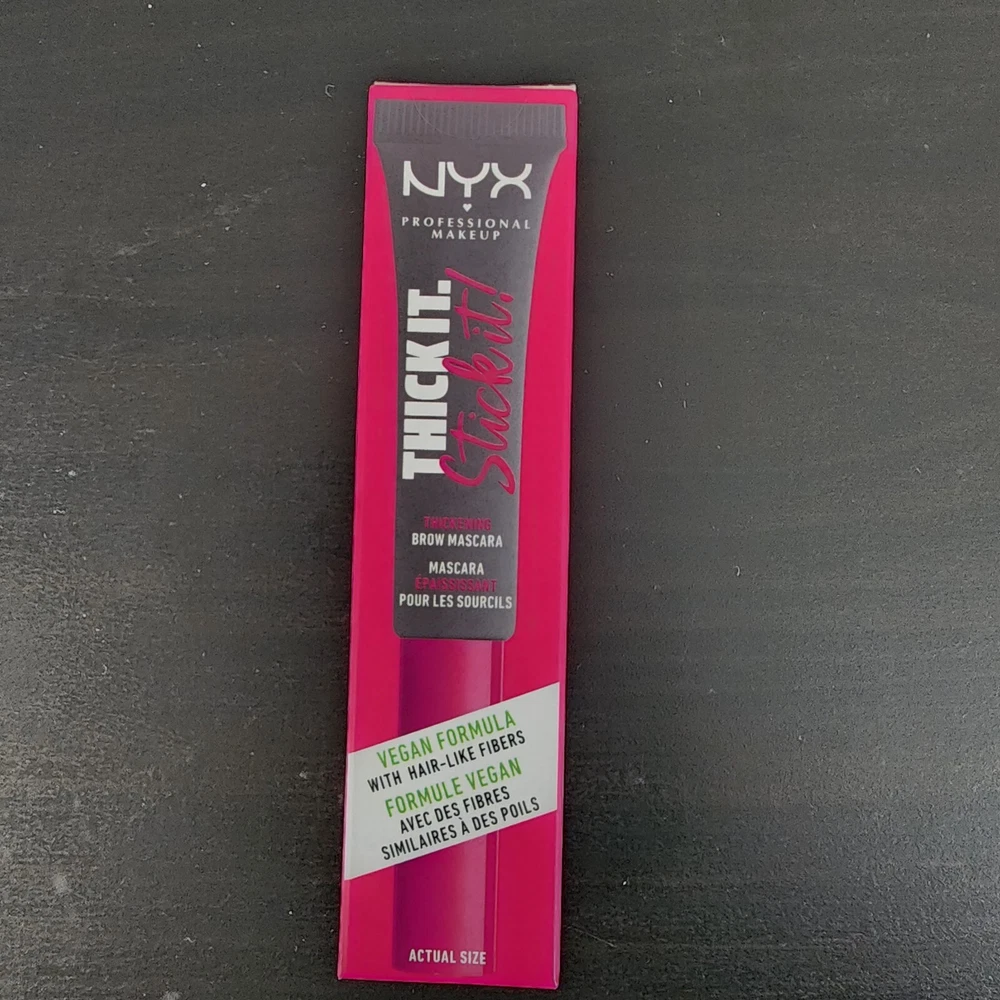 NYX
PROFESSIONAL
MAKEUP
THICK IT.
Stick it!
THICKENING
BROW MASCARA
MASCARA
ÉPAISSISSANT
POUR LES SOURCILS
VEGAN FORMULA
WITH HAIR-LIKE FIBERS
FORMULE VEGAN
AVEC DES FIBRES
SIMILAIRES À DES POILS
ACTUAL SIZE